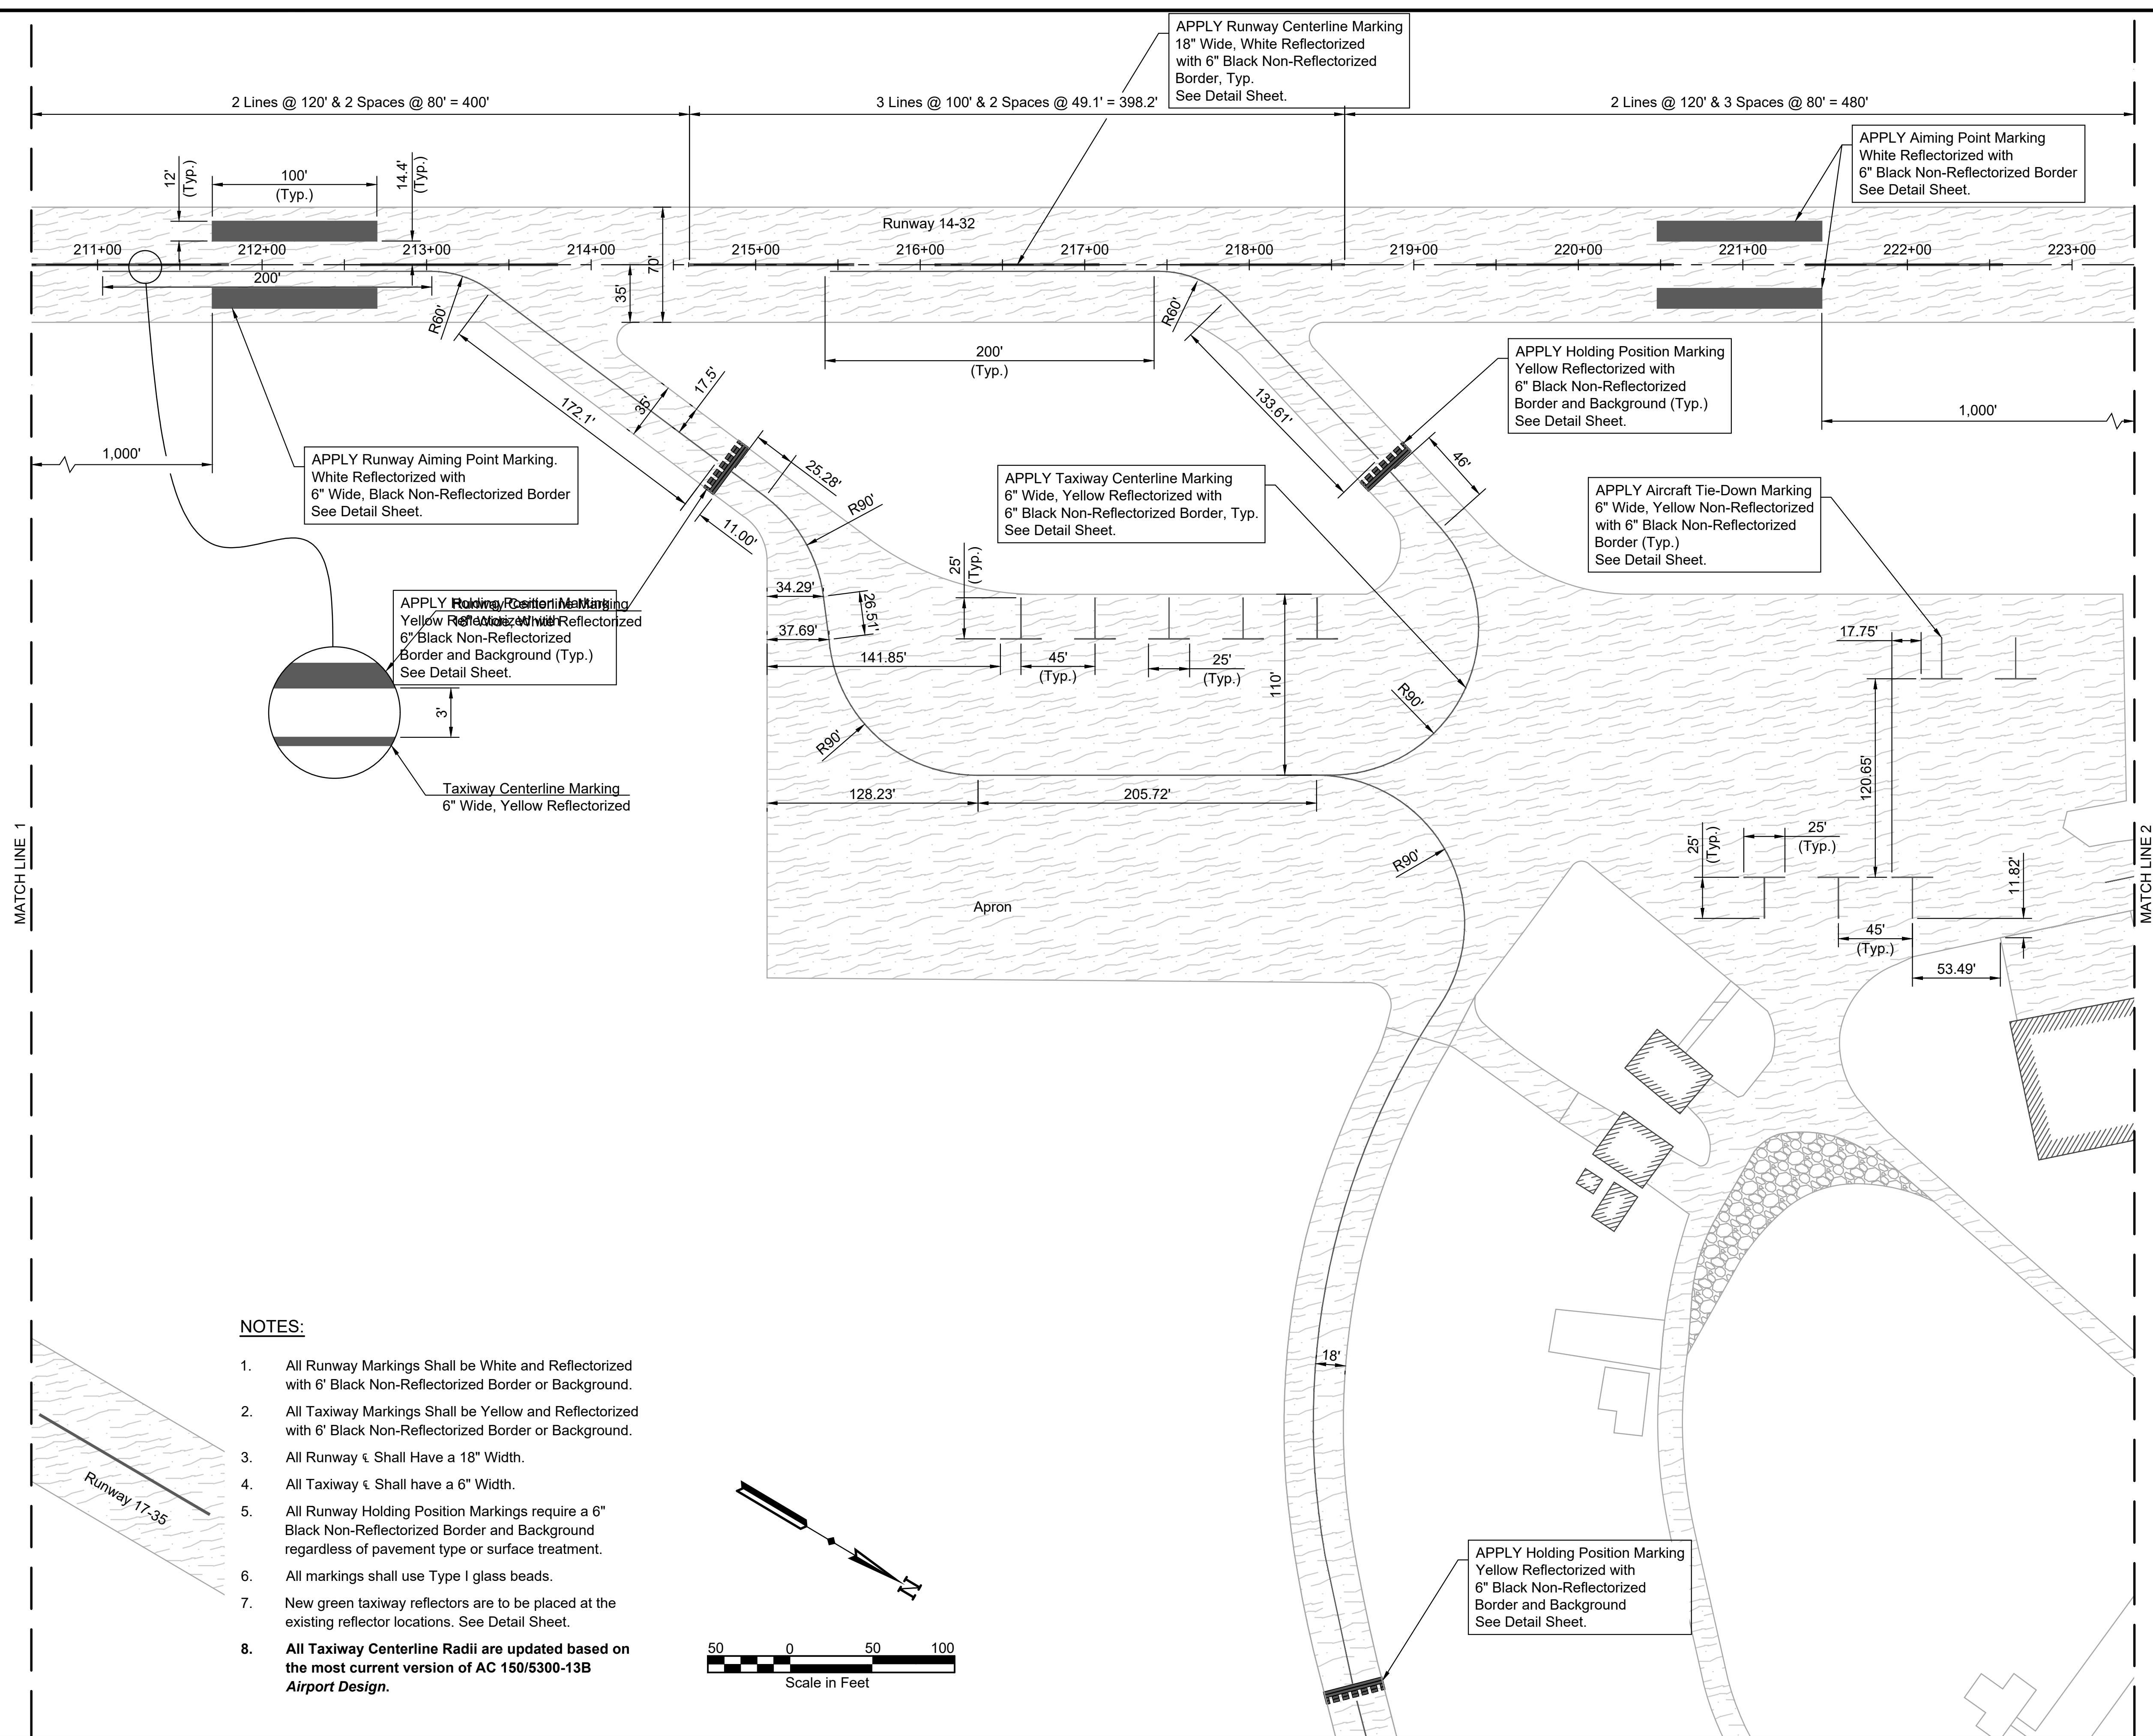 APPLY Runway Centerline Marking
18" Wide, White Reflectorized
with 6" Black Non-Reflectorized
Border, Typ.
See Detail Sheet.
2 Lines @ 120' & 2 Spaces @ 80' = 400'
3 Lines @ 100' & 2 Spaces @ 49.1' = 398.2'
2 Lines @ 120' & 3 Spaces @ 80' = 480'
APPLY Aiming Point Marking
White Reflectorized with
6" Black Non-Reflectorized Border
See Detail Sheet.
12'
(Typ.)
100'
(Typ.)
14.4'
(Typ.)
Runway 14-32
211+00
212+00
213+00
214+00
215+00
216+00
217+00
218+00
219+00
220+00
221+00
222+00
223+00
200'
70'
35'
R60'
R60'
200'
(Typ.)
APPLY Holding Position Marking
Yellow Reflectorized with
6" Black Non-Reflectorized
Border and Background (Typ.)
See Detail Sheet.
17.5'
35'
172.1'
133.61'
1,000'
1,000'
APPLY Runway Aiming Point Marking.
White Reflectorized with
6" Wide, Black Non-Reflectorized Border
See Detail Sheet.
25.28'
R90'
11.00'
46'
APPLY Taxiway Centerline Marking
6" Wide, Yellow Reflectorized with
6" Black Non-Reflectorized Border, Typ.
See Detail Sheet.
APPLY Aircraft Tie-Down Marking
6" Wide, Yellow Non-Reflectorized
with 6" Black Non-Reflectorized
Border (Typ.)
See Detail Sheet.
25'
(Typ.)
34.29'
26.51'
37.69'
141.85'
45'
(Typ.)
25'
(Typ.)
110'
17.75'
APPLY Holding Position Marking
Yellow Reflectorized with
6" Black Non-Reflectorized
Border and Background (Typ.)
See Detail Sheet.
Runway Centerline Marking
18" Wide, White Reflectorized
3'
Taxiway Centerline Marking
6" Wide, Yellow Reflectorized
R90'
R90'
128.23'
205.72'
120.65'
R90'
25'
(Typ.)
25'
(Typ.)
11.82'
45'
(Typ.)
53.49'
Apron
MATCH LINE 1
MATCH LINE 2
18'
NOTES:
1. All Runway Markings Shall be White and Reflectorized
with 6' Black Non-Reflectorized Border or Background.
2. All Taxiway Markings Shall be Yellow and Reflectorized
with 6' Black Non-Reflectorized Border or Background.
3. All Runway ℄ Shall Have a 18" Width.
4. All Taxiway ℄ Shall have a 6" Width.
5. All Runway Holding Position Markings require a 6"
Black Non-Reflectorized Border and Background
regardless of pavement type or surface treatment.
6. All markings shall use Type I glass beads.
7. New green taxiway reflectors are to be placed at the
existing reflector locations. See Detail Sheet.
8. All Taxiway Centerline Radii are updated based on
the most current version of AC 150/5300-13B
Airport Design.
Runway 17-35
N
50 0 50 100
Scale in Feet
APPLY Holding Position Marking
Yellow Reflectorized with
6" Black Non-Reflectorized
Border and Background
See Detail Sheet.